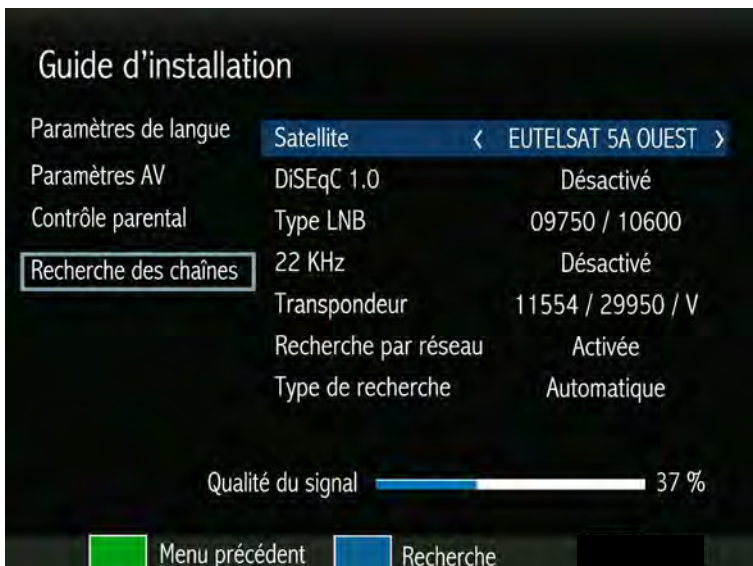 Guide d'installation
Paramètres de langue
Paramètres AV
Contrôle parental
Recherche des chaînes
Satellite < EUTELSAT 5A OUEST >
DiSEqC 1.0 Désactivé
Type LNB 09750 / 10600
22 KHz Désactivé
Transpondeur 11554 / 29950 / V
Recherche par réseau Activée
Type de recherche Automatique
Qualité du signal 37 %
Menu précédent Recherche